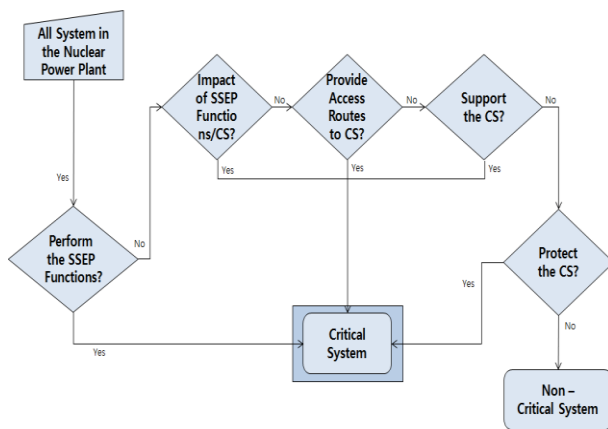 All System in
the Nuclear
Power Plant
Impact
of SSEP
Functio
ns/CS?
No
Provide
Access
Routes
to CS?
No
Support
the CS?
No
Yes
Yes
Yes
Yes
Perform
the SSEP
Functions?
No
Protect
the CS?
Yes
No
Yes
Critical
System
Non –
Critical System